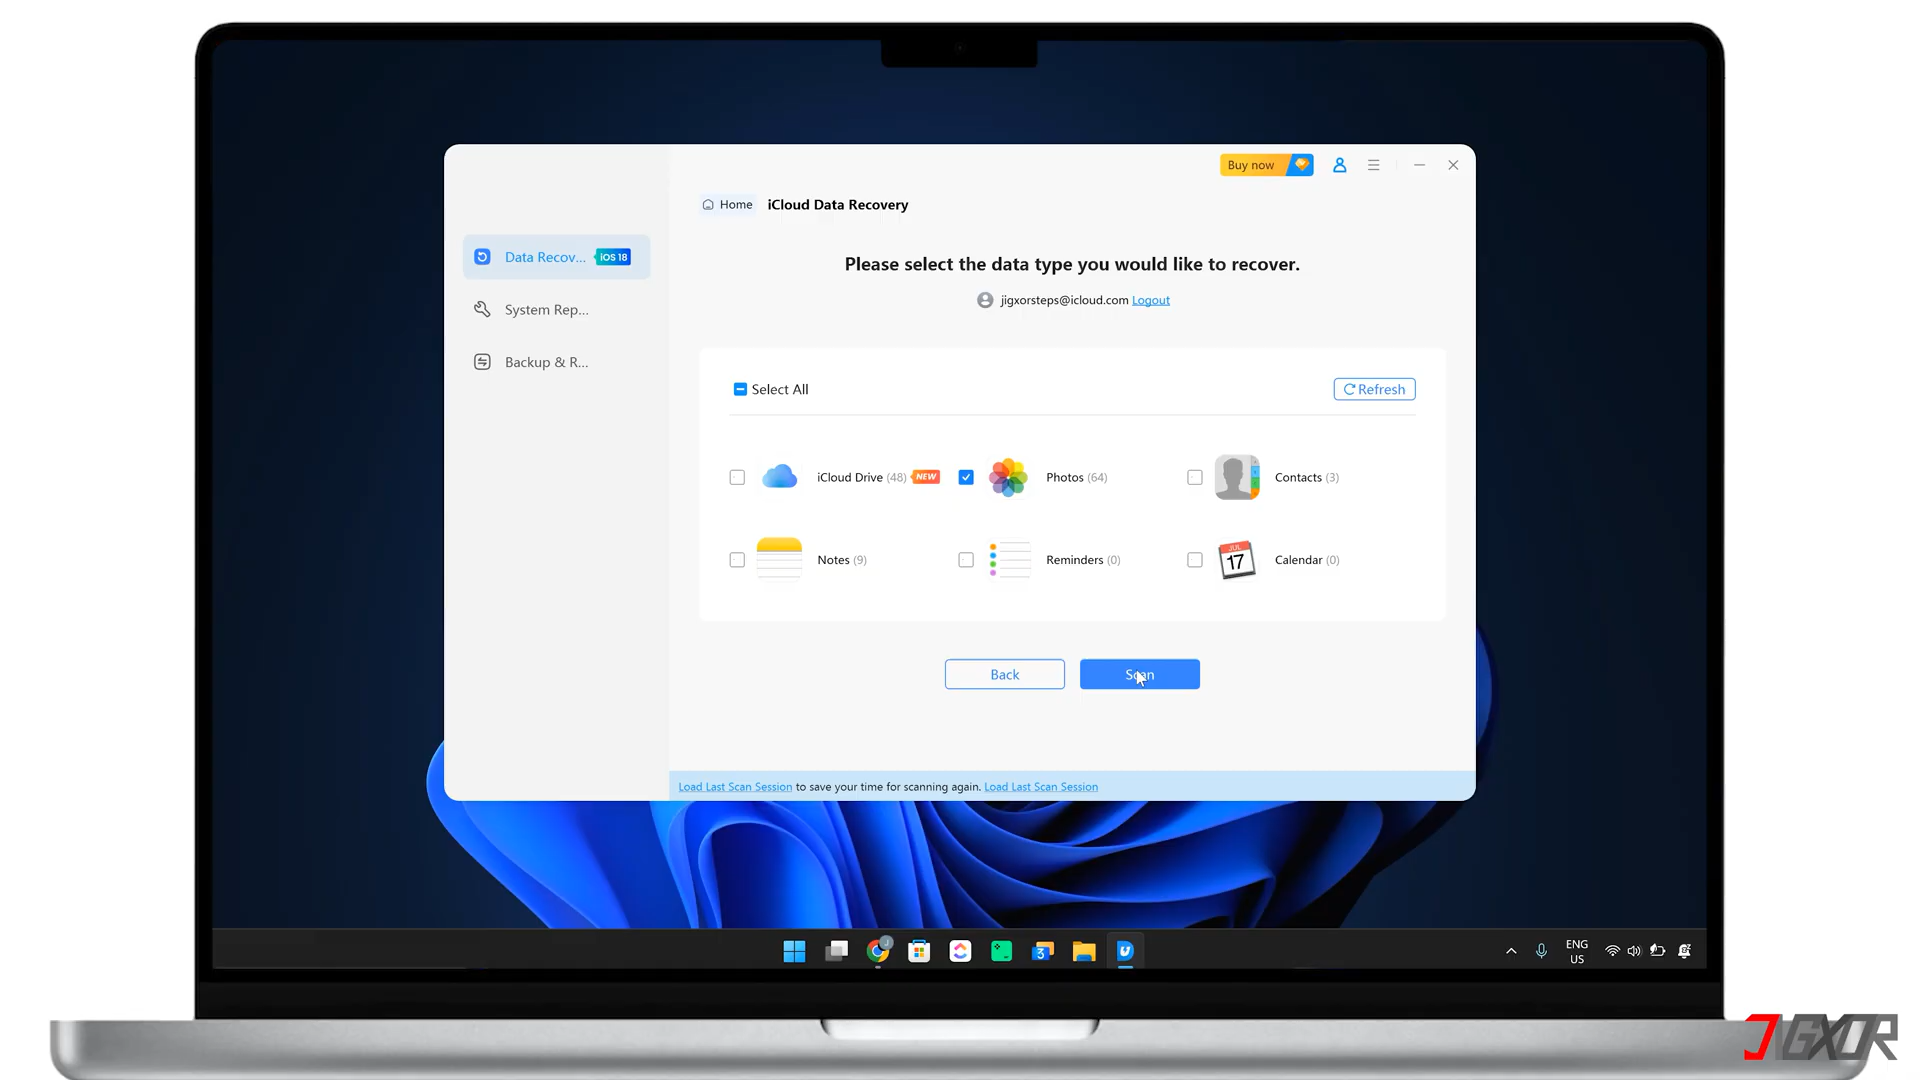 Buy now
Home
iCloud Data Recovery
Data Recov...
iOS 18
Please select the data type you would like to recover.
jigxorsteps@icloud.com Logout
System Rep...
Backup & R...
Select All
Refresh
iCloud Drive (48) NEW
Photos (64)
Contacts (3)
Notes (9)
Reminders (0)
JUL
17
Calendar (0)
Back
Scan
Load Last Scan Session to save your time for scanning again. Load Last Scan Session
J
3
ENG
US
JIGXOR